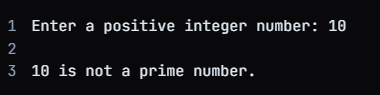 1 Enter a positive integer number: 10
2
3 10 is not a prime number.